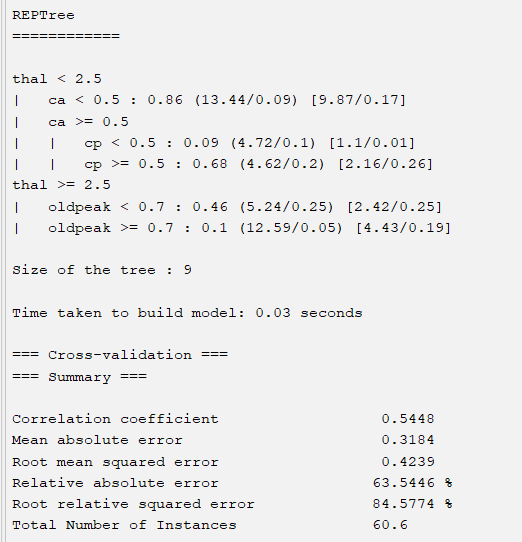 REPTree
============
thal < 2.5
|   ca < 0.5 : 0.86 (13.44/0.09) [9.87/0.17]
|   ca >= 0.5
|   |   cp < 0.5 : 0.09 (4.72/0.1) [1.1/0.01]
|   |   cp >= 0.5 : 0.68 (4.62/0.2) [2.16/0.26]
thal >= 2.5
|   oldpeak < 0.7 : 0.46 (5.24/0.25) [2.42/0.25]
|   oldpeak >= 0.7 : 0.1 (12.59/0.05) [4.43/0.19]
Size of the tree : 9
Time taken to build model: 0.03 seconds
=== Cross-validation ===
=== Summary ===
Correlation coefficient                  0.5448
Mean absolute error                      0.3184
Root mean squared error                  0.4239
Relative absolute error                 63.5446 %
Root relative squared error             84.5774 %
Total Number of Instances               60.6